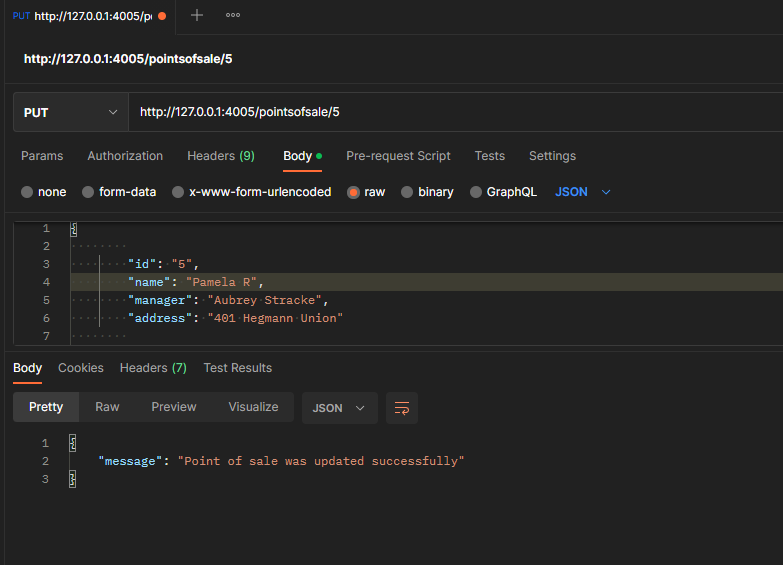 PUT http://127.0.0.1:4005/p
http://127.0.0.1:4005/pointsofsale/5
PUT http://127.0.0.1:4005/pointsofsale/5
Params Authorization Headers (9) Body Pre-request Script Tests Settings
none form-data x-www-form-urlencoded raw binary GraphQL JSON
1 {
2
3 "id": "5",
4 "name": "Pamela R",
5 "manager": "Aubrey Stracke",
6 "address": "401 Hegmann Union"
7
Body Cookies Headers (7) Test Results
Pretty Raw Preview Visualize JSON
1 {
2 "message": "Point of sale was updated successfully"
3 }